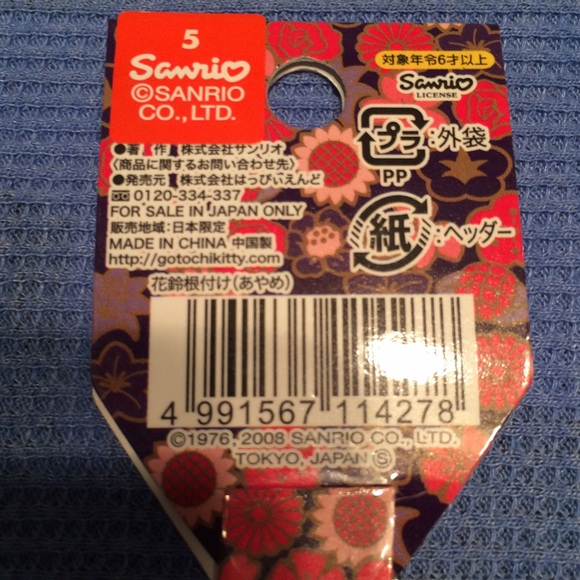 5
Sanrio
©SANRIO
CO., LTD.
対象年令6才以上
Sanrio
LICENSE
プラ:外袋
PP
紙:ヘッダー
●著 作 株式会社サンリオ
〈商品に関するお問い合わせ先〉
●発売元 株式会社はうぴぃえんど
0120-334-337
FOR SALE IN JAPAN ONLY
販売地域:日本限定
MADE IN CHINA 中国製
http://gotochikitty.com
花鈴根付け(あやめ)
4 991567 114278
©1976, 2008 SANRIO CO., LTD.
TOKYO, JAPAN Ⓢ